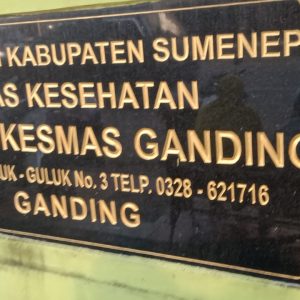 KABUPATEN SUMENEP
AS KESEHATAN
KESMAS GANDING
UK - GULUK No. 3 TELP. 0328 - 621716
GANDING